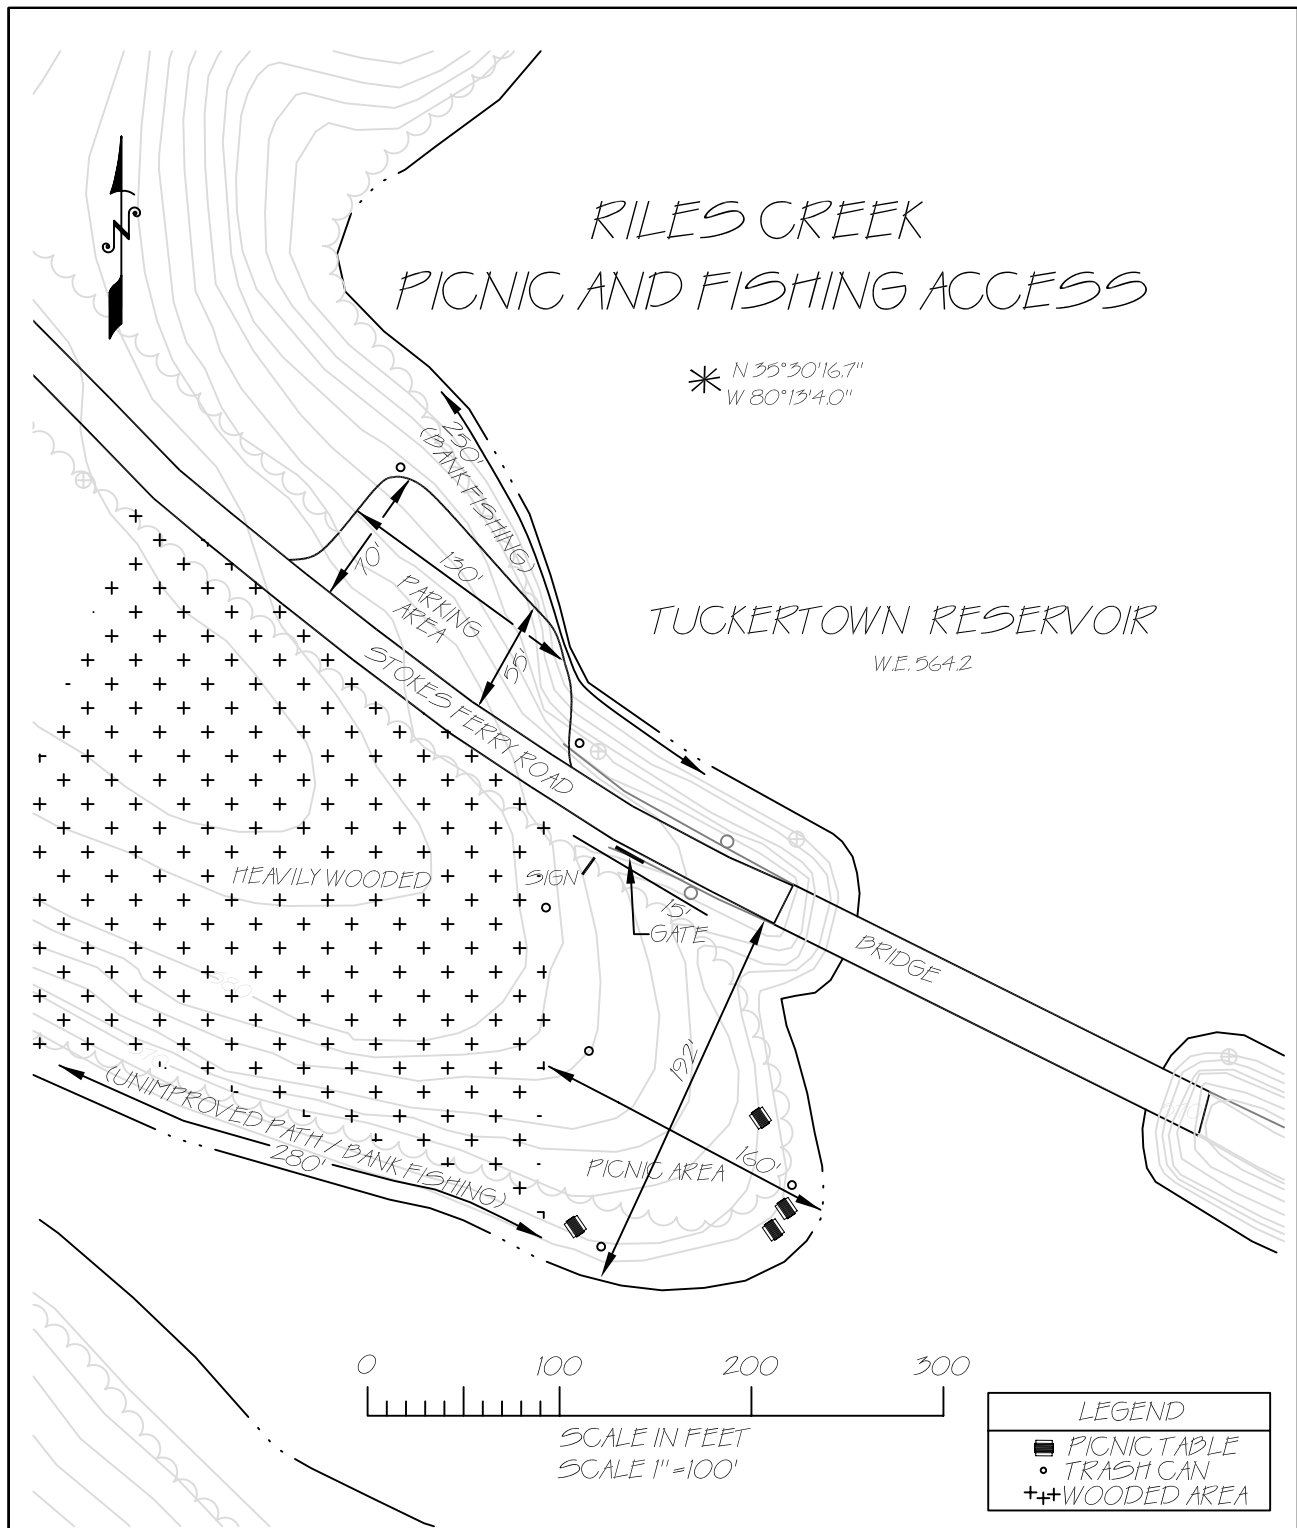 N
RILES CREEK
PICNIC AND FISHING ACCESS
N 35°30'16.7"
W 80°13'4.0"
250'
(BANK FISHING)
70'
130'
PARKING
AREA
55'
TUCKERTOWN RESERVOIR
W.E. 564.2
STOKES FERRY ROAD
HEAVILY WOODED
SIGN
15'
GATE
BRIDGE
192'
(UNIMPROVED PATH / BANK FISHING)
280'
PICNIC AREA
160'
0 100 200 300
SCALE IN FEET
SCALE 1"=100'
LEGEND
PICNIC TABLE
TRASH CAN
WOODED AREA